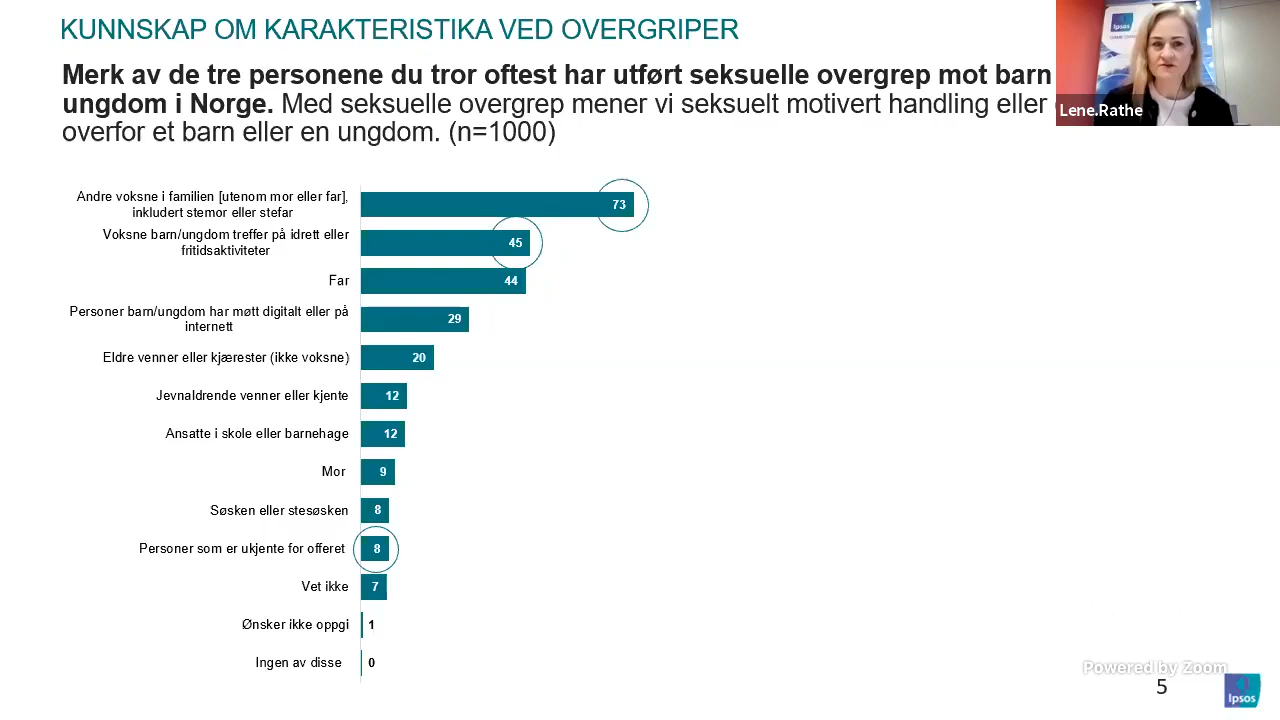 KUNNSKAP OM KARAKTERISTIKA VED OVERGRIPER
Merk av de tre personene du tror oftest har utført seksuelle overgrep mot barn
ungdom i Norge. Med seksuelle overgrep mener vi seksuelt motivert handling eller
overfor et barn eller en ungdom. (n=1000)
Ipsos
Lene.Rathe
Andre voksne i familien [utenom mor eller far],
inkludert stemor eller stefar
73
Voksne barn/ungdom treffer på idrett eller
fritidsaktiviteter
45
Far
44
Personer barn/ungdom har møtt digitalt eller på
internett
29
Eldre venner eller kjærester (ikke voksne)
20
Jevnaldrende venner eller kjente
12
Ansatte i skole eller barnehage
12
Mor
9
Søsken eller stesøsken
8
Personer som er ukjente for offeret
8
Vet ikke
7
Ønsker ikke oppgi
1
Ingen av disse
0
Powered by Zoom
5
Ipsos